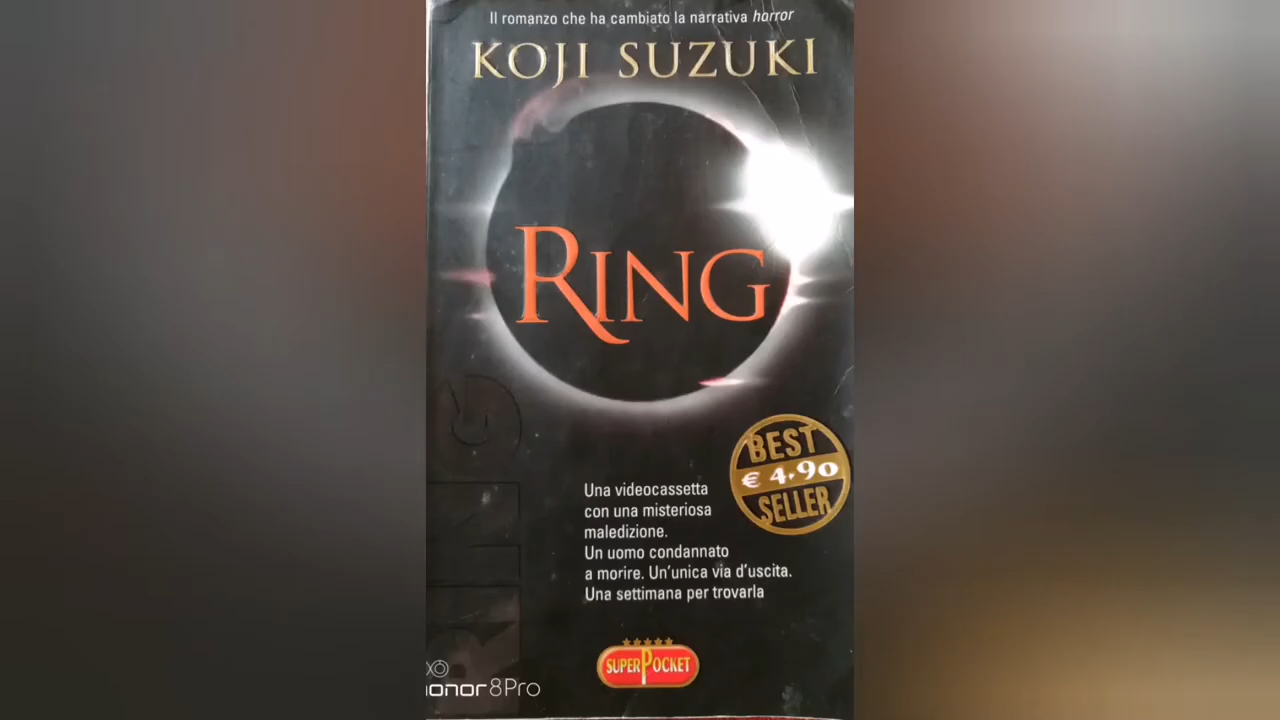 Il romanzo che ha cambiato la narrativa horror
KOJI SUZUKI
RING
BEST
€ 4.90
SELLER
Una videocassetta
con una misteriosa
maledizione.
Un uomo condannato
a morire. Un'unica via d'uscita.
Una settimana per trovarla
SUPERPOCKET
RING
honor 8Pro